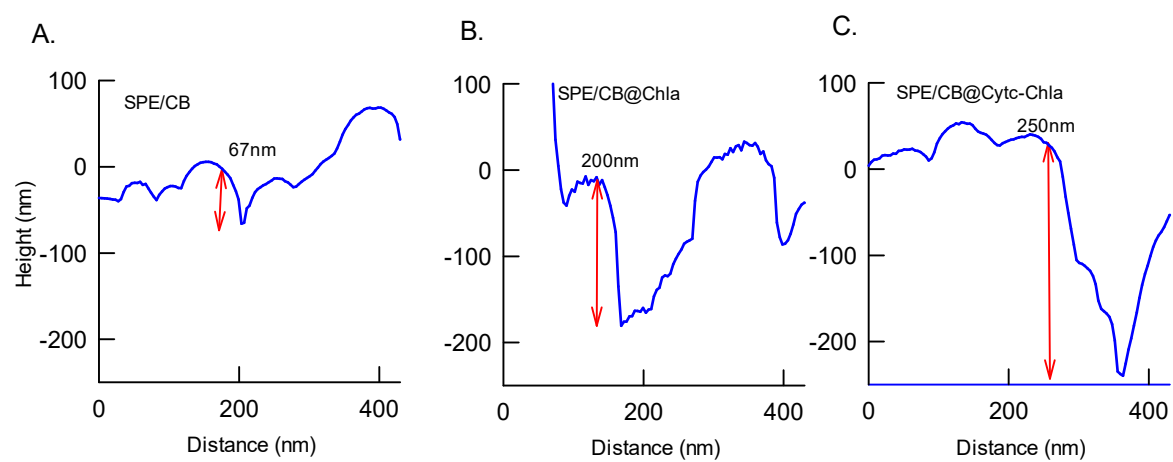 A.
B.
C.
100
0
-100
-200
Height (nm)
SPE/CB
67nm
0
200
400
Distance (nm)
100
0
-100
-200
SPE/CB@Chla
200nm
0
200
400
Distance (nm)
100
0
-100
-200
SPE/CB@Cytc-Chla
250nm
0
200
400
Distance (nm)